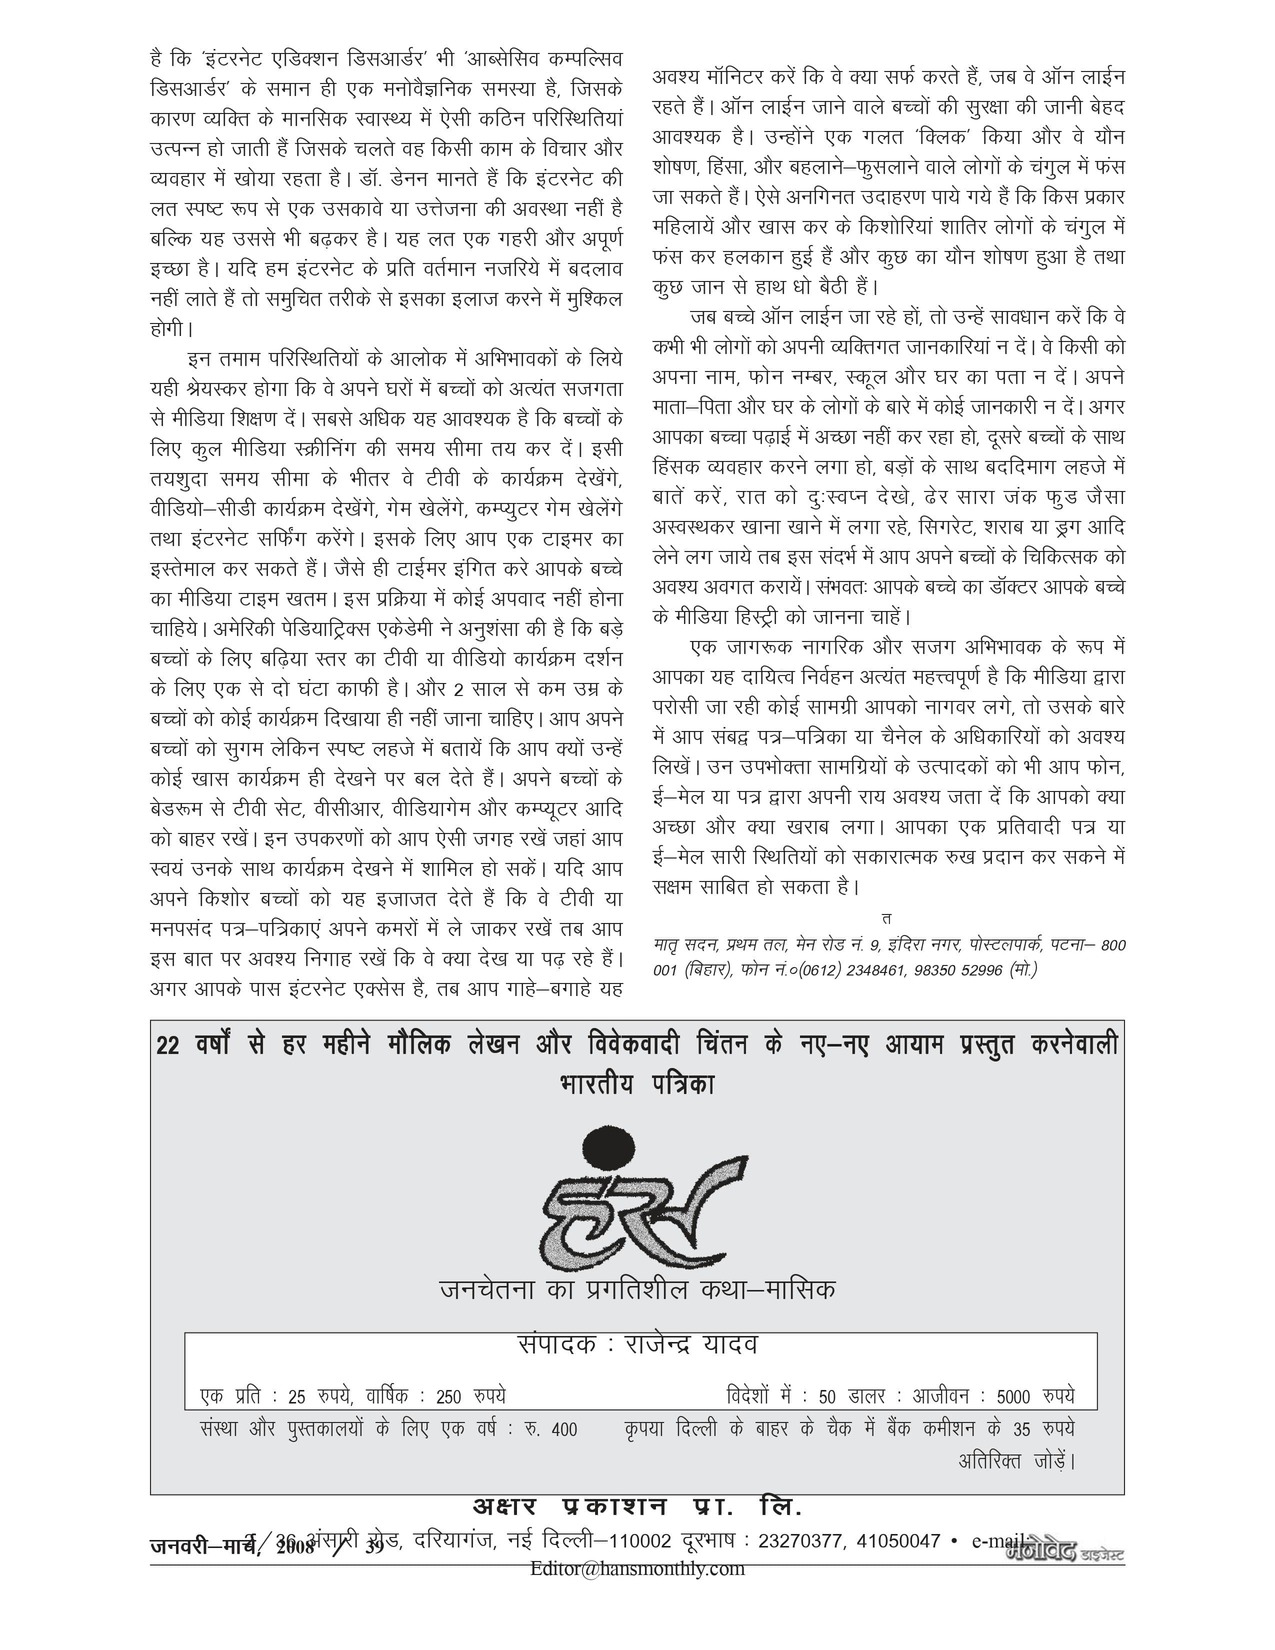 है कि ‘इंटरनेट एडिक्शन डिसआर्डर’ भी ‘आब्सेसिव कम्पल्सिव
डिसआर्डर’ के समान ही एक मनोवैज्ञनिक समस्या है, जिसके
कारण व्यक्ति के मानसिक स्वास्थ्य में ऐसी कठिन परिस्थितियां
उत्पन्न हो जाती हैं जिसके चलते वह किसी काम के विचार और
व्यवहार में खोया रहता है। डॉ. डेनन मानते हैं कि इंटरनेट की
लत स्पष्ट रूप से एक उसकावे या उत्तेजना की अवस्था नहीं है
बल्कि यह उससे भी बढ़कर है। यह लत एक गहरी और अपूर्ण
इच्छा है। यदि हम इंटरनेट के प्रति वर्तमान नजरिये में बदलाव
नहीं लाते हैं तो समुचित तरीके से इसका इलाज करने में मुश्किल
होगी।
इन तमाम परिस्थितियों के आलोक में अभिभावकों के लिये
यही श्रेयस्कर होगा कि वे अपने घरों में बच्चों को अत्यंत सजगता
से मीडिया शिक्षण दें। सबसे अधिक यह आवश्यक है कि बच्चों के
लिए कुल मीडिया स्क्रीनिंग की समय सीमा तय कर दें। इसी
तयशुदा समय सीमा के भीतर वे टीवी के कार्यक्रम देखेंगे,
वीडियो–सीडी कार्यक्रम देखेंगे, गेम खेलेंगे, कम्प्युटर गेम खेलेंगे
तथा इंटरनेट सर्फिंग करेंगे। इसके लिए आप एक टाइमर का
इस्तेमाल कर सकते हैं। जैसे ही टाईमर इंगित करे आपके बच्चे
का मीडिया टाइम खतम। इस प्रक्रिया में कोई अपवाद नहीं होना
चाहिये। अमेरिकी पेडियाट्रिक्स एकेडेमी ने अनुशंसा की है कि बड़े
बच्चों के लिए बढ़िया स्तर का टीवी या वीडियो कार्यक्रम दर्शन
के लिए एक से दो घंटा काफी है। और 2 साल से कम उम्र के
बच्चों को कोई कार्यक्रम दिखाया ही नहीं जाना चाहिए। आप अपने
बच्चों को सुगम लेकिन स्पष्ट लहजे में बतायें कि आप क्यों उन्हें
कोई खास कार्यक्रम ही देखने पर बल देते हैं। अपने बच्चों के
बेडरूम से टीवी सेट, वीसीआर, वीडियागेम और कम्प्यूटर आदि
को बाहर रखें। इन उपकरणों को आप ऐसी जगह रखें जहां आप
स्वयं उनके साथ कार्यक्रम देखने में शामिल हो सकें। यदि आप
अपने किशोर बच्चों को यह इजाजत देते हैं कि वे टीवी या
मनपसंद पत्र–पत्रिकाएं अपने कमरों में ले जाकर रखें तब आप
इस बात पर अवश्य निगाह रखें कि वे क्या देख या पढ़ रहे हैं।
अगर आपके पास इंटरनेट एक्सेस है, तब आप गाहे–बगाहे यह
अवश्य मॉनिटर करें कि वे क्या सर्फ करते हैं, जब वे ऑन लाईन
रहते हैं। ऑन लाईन जाने वाले बच्चों की सुरक्षा की जानी बेहद
आवश्यक है। उन्होंने एक गलत ‘क्लिक’ किया और वे यौन
शोषण, हिंसा, और बहलाने–फुसलाने वाले लोगों के चंगुल में फंस
जा सकते हैं। ऐसे अनगिनत उदाहरण पाये गये हैं कि किस प्रकार
महिलायें और खास कर के किशोरियां शातिर लोगों के चंगुल में
फंस कर हलकान हुई हैं और कुछ का यौन शोषण हुआ है तथा
कुछ जान से हाथ धो बैठी हैं।
जब बच्चे ऑन लाईन जा रहे हों, तो उन्हें सावधान करें कि वे
कभी भी लोगों को अपनी व्यक्तिगत जानकारियां न दें। वे किसी को
अपना नाम, फोन नम्बर, स्कूल और घर का पता न दें। अपने
माता–पिता और घर के लोगों के बारे में कोई जानकारी न दें। अगर
आपका बच्चा पढ़ाई में अच्छा नहीं कर रहा हो, दूसरे बच्चों के साथ
हिंसक व्यवहार करने लगा हो, बड़ों के साथ बददिमाग लहजे में
बातें करें, रात को दुःस्वप्न देखे, ढेर सारा जंक फुड जैसा
अस्वस्थकर खाना खाने में लगा रहे, सिगरेट, शराब या ड्रग आदि
लेने लग जाये तब इस संदर्भ में आप अपने बच्चों के चिकित्सक को
अवश्य अवगत करायें। संभवतः आपके बच्चे का डॉक्टर आपके बच्चे
के मीडिया हिस्ट्री को जानना चाहें।
एक जागरूक नागरिक और सजग अभिभावक के रूप में
आपका यह दायित्व निर्वहन अत्यंत महत्त्वपूर्ण है कि मीडिया द्वारा
परोसी जा रही कोई सामग्री आपको नागवर लगे, तो उसके बारे
में आप संबद्व पत्र–पत्रिका या चैनेल के अधिकारियों को अवश्य
लिखें। उन उपभोक्ता सामग्रियों के उत्पादकों को भी आप फोन,
ई–मेल या पत्र द्वारा अपनी राय अवश्य जता दें कि आपको क्या
अच्छा और क्या खराब लगा। आपका एक प्रतिवादी पत्र या
ई–मेल सारी स्थितियों को सकारात्मक रुख प्रदान कर सकने में
सक्षम साबित हो सकता है।
त
मातृ सदन, प्रथम तल, मेन रोड नं. 9, इंदिरा नगर, पोस्टलपार्क, पटना– 800
001 (बिहार), फोन नं.०(0612) 2348461, 98350 52996 (मो.)
22 वर्षों से हर महीने मौलिक लेखन और विवेकवादी चिंतन के नए–नए आयाम प्रस्तुत करनेवाली
भारतीय पत्रिका
हंस
जनचेतना का प्रगतिशील कथा–मासिक
संपादक : राजेन्द्र यादव
एक प्रति : 25 रुपये, वार्षिक : 250 रुपये विदेशों में : 50 डालर : आजीवन : 5000 रुपये
संस्था और पुस्तकालयों के लिए एक वर्ष : रु. 400 कृपया दिल्ली के बाहर के चैक में बैंक कमीशन के 35 रुपये
अतिरिक्त जोड़ें।
अक्षर प्रकाशन प्रा. लि.
2/36 अंसारी रोड, दरियागंज, नई दिल्ली–110002 दूरभाष : 23270377, 41050047 • e-mail:
Editor@hansmonthly.com
जनवरी–मार्च, 2008 / 39
मनोवेद डाइजेस्ट